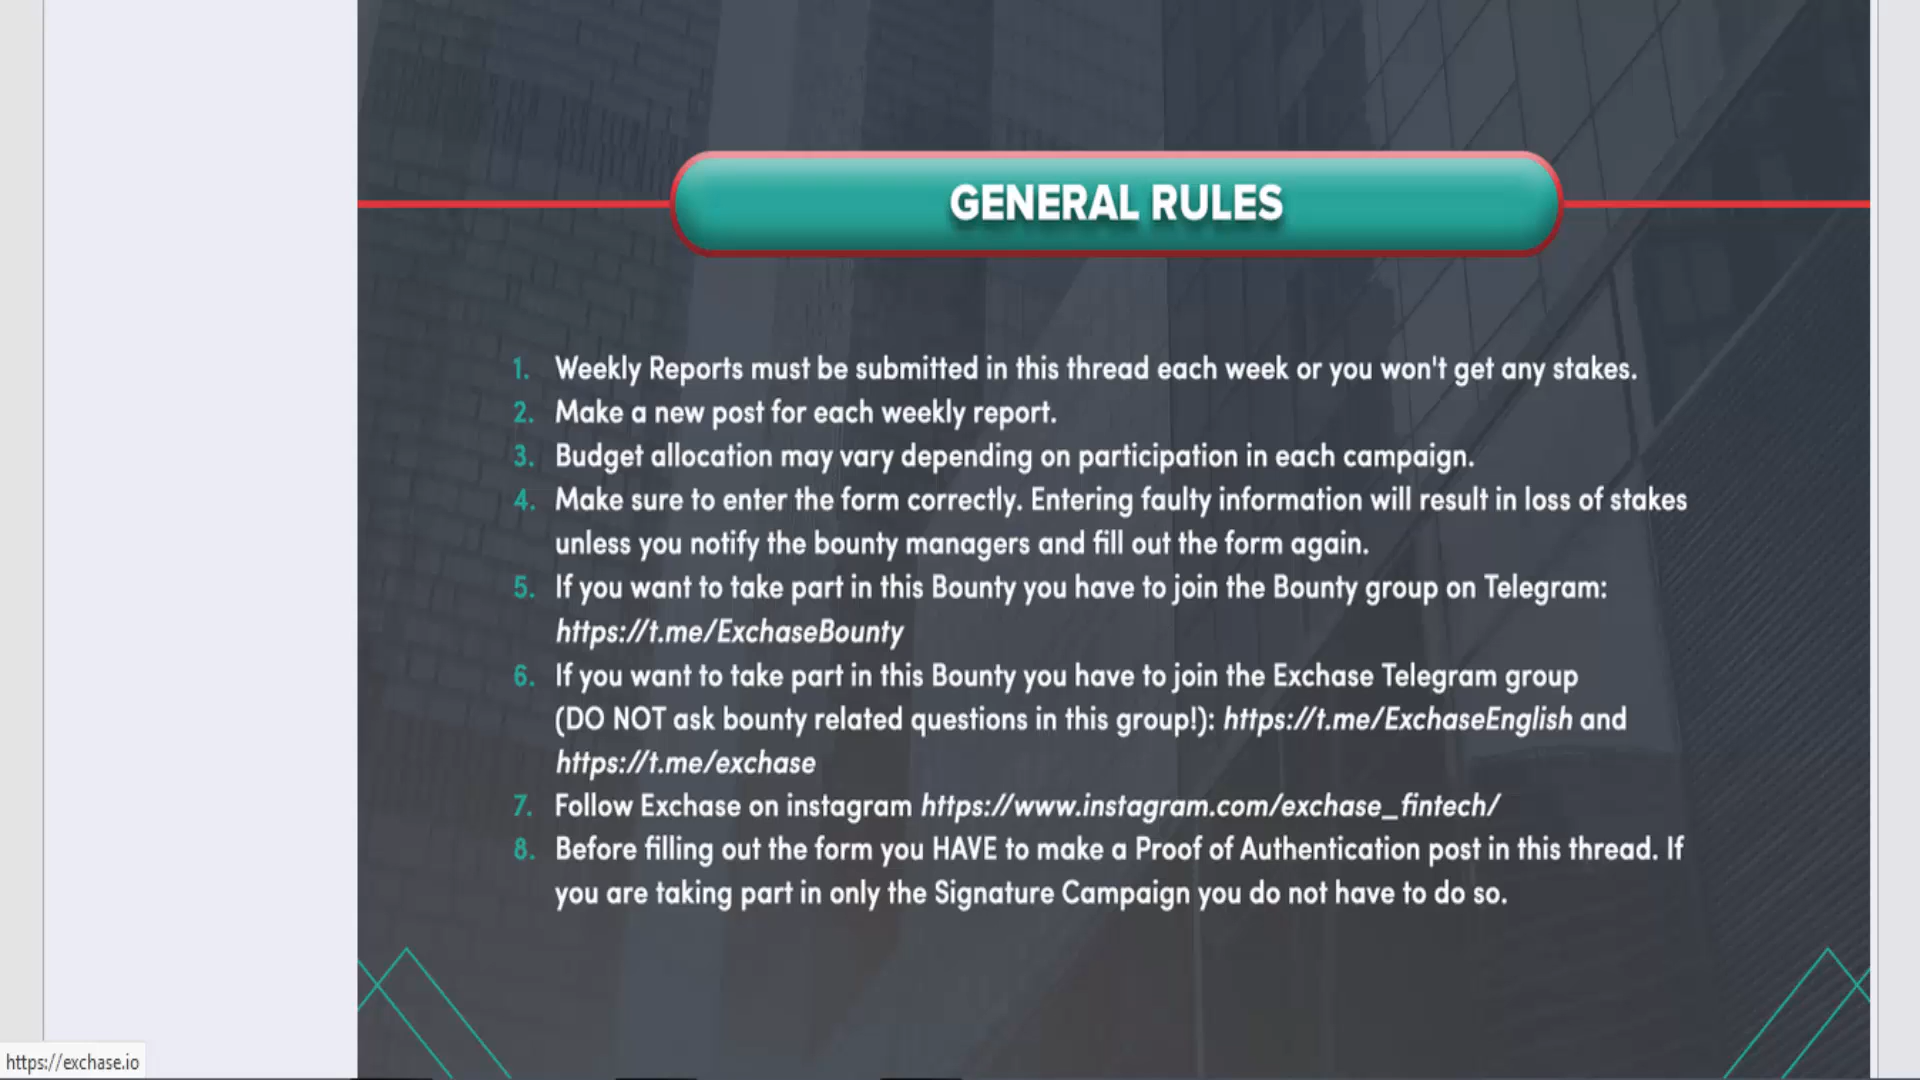 GENERAL RULES
1. Weekly Reports must be submitted in this thread each week or you won't get any stakes.
2. Make a new post for each weekly report.
3. Budget allocation may vary depending on participation in each campaign.
4. Make sure to enter the form correctly. Entering faulty information will result in loss of stakes
unless you notify the bounty managers and fill out the form again.
5. If you want to take part in this Bounty you have to join the Bounty group on Telegram:
https://t.me/ExchaseBounty
6. If you want to take part in this Bounty you have to join the Exchase Telegram group
(DO NOT ask bounty related questions in this group!): https://t.me/ExchaseEnglish and
https://t.me/exchase
7. Follow Exchase on instagram https://www.instagram.com/exchase_fintech/
8. Before filling out the form you HAVE to make a Proof of Authentication post in this thread. If
you are taking part in only the Signature Campaign you do not have to do so.
https://exchase.io